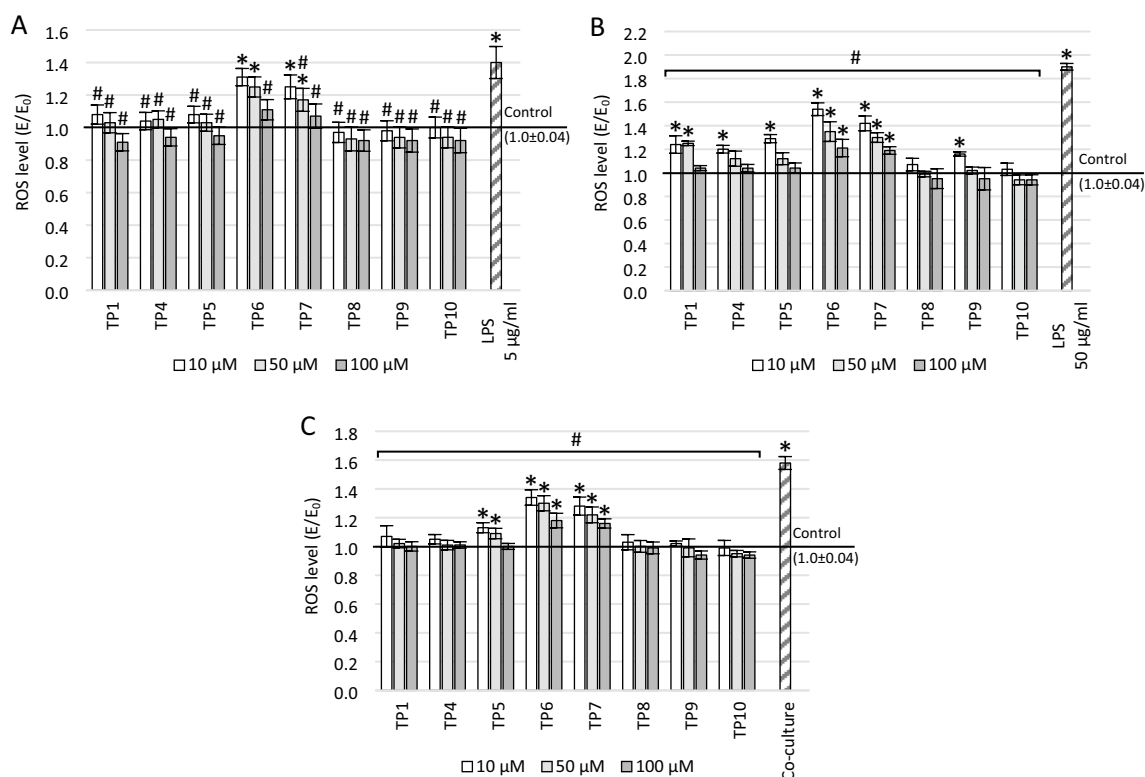 A
ROS level (E/E₀)
1.6
1.4
1.2
1.0
0.8
0.6
0.4
0.2
0.0
# # # # # # # # # * * # * # * # # # # # # # # # # #
Control
(1.0±0.04)
*
TP1 TP4 TP5 TP6 TP7 TP8 TP9 TP10 LPS 5 µg/ml
10 µM 50 µM 100 µM
B
ROS level (E/E₀)
2.2
2.0
1.8
1.6
1.4
1.2
1.0
0.8
0.6
0.4
0.2
0.0
#
* * * * * * * * * * * *
Control
(1.0±0.04)
TP1 TP4 TP5 TP6 TP7 TP8 TP9 TP10 LPS 50 µg/ml
10 µM 50 µM 100 µM
C
ROS level (E/E₀)
1.8
1.6
1.4
1.2
1.0
0.8
0.6
0.4
0.2
0.0
#
* * * * * * * * *
Control
(1.0±0.04)
TP1 TP4 TP5 TP6 TP7 TP8 TP9 TP10 Co-culture
10 µM 50 µM 100 µM